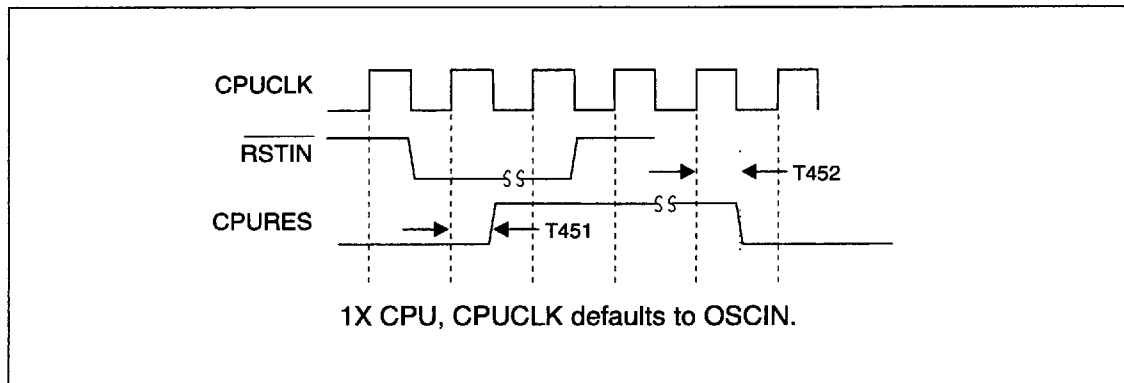 CPUCLK
RSTIN
T452
CPURES
T451
1X CPU, CPUCLK defaults to OSCIN.